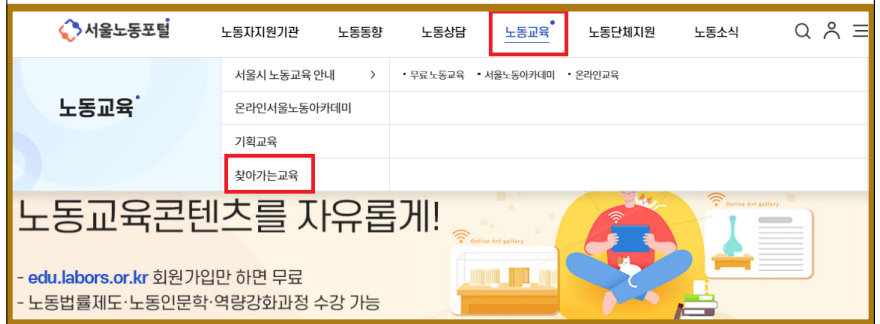 서울노동포털 노동자지원기관 노동동향 노동상담 노동교육 노동단체지원 노동소식
노동교육
서울시 노동교육 안내 > • 무료 노동교육 • 서울노동아카데미 • 온라인교육
온라인서울노동아카데미
기획교육
찾아가는교육
노동교육콘텐츠를 자유롭게!
Online Art gallery
Online Art gallery
- edu.labors.or.kr 회원가입만 하면 무료
- 노동법률제도·노동인문학·역량강화과정 수강 가능